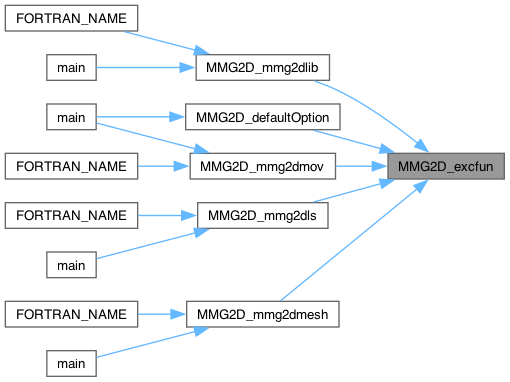 FORTRAN_NAME
main
MMG2D_mmg2dlib
main
MMG2D_defaultOption
FORTRAN_NAME
MMG2D_mmg2dmov
MMG2D_excfun
FORTRAN_NAME
MMG2D_mmg2dls
main
FORTRAN_NAME
MMG2D_mmg2dmesh
main